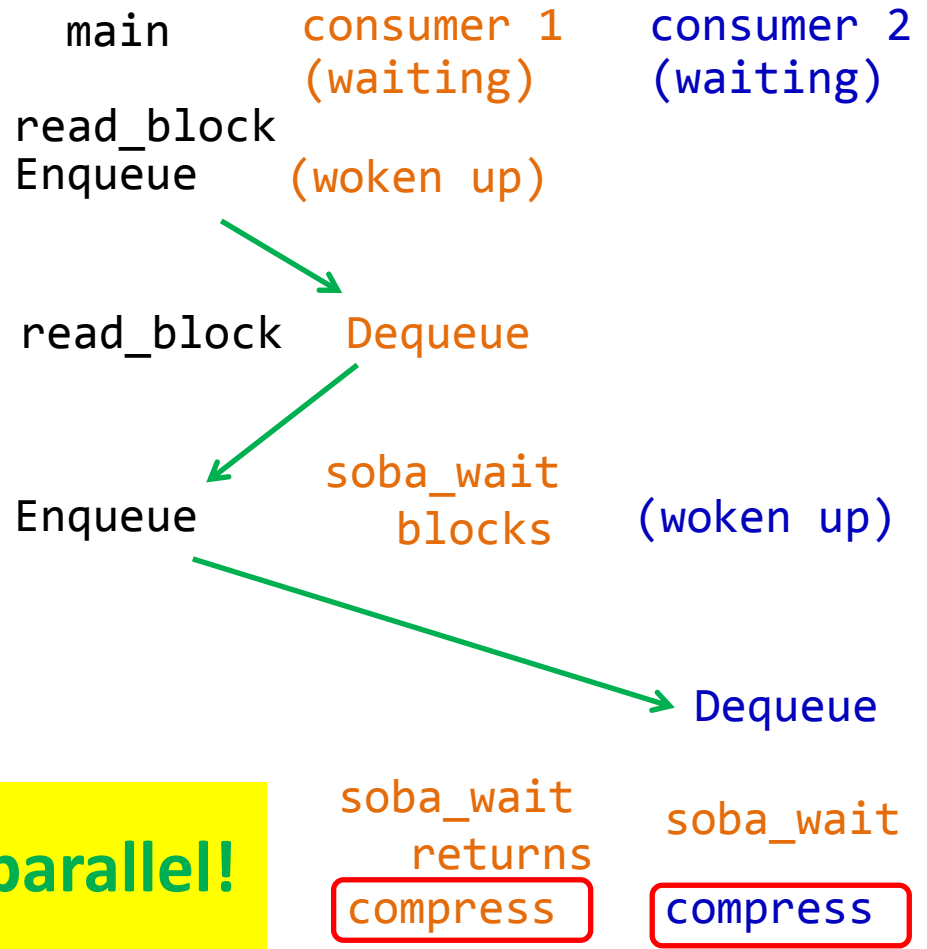 main
consumer 1
consumer 2
(waiting)
(waiting)
read_block
Enqueue
(woken up)
read_block
Dequeue
soba_wait
blocks
Enqueue
(woken up)
Dequeue
soba_wait
returns
soba_wait
parallel!
compress
compress